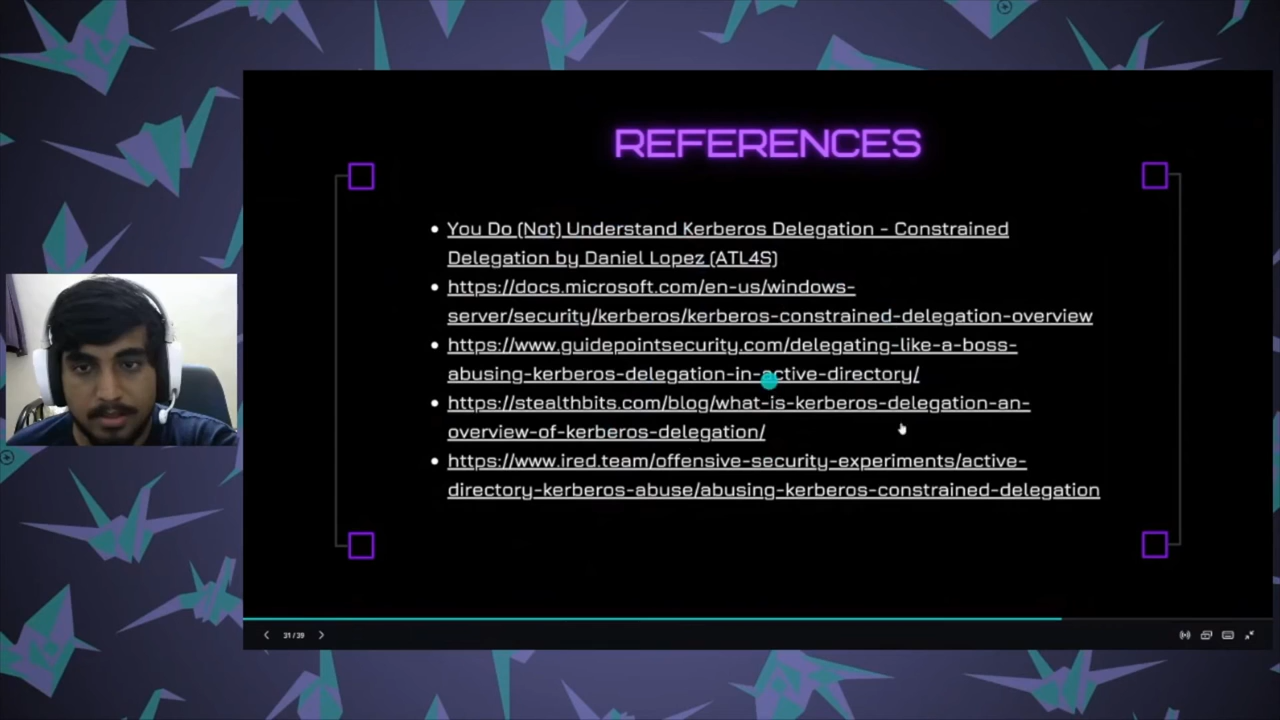 REFERENCES
You Do (Not) Understand Kerberos Delegation - Constrained
Delegation by Daniel Lopez (ATL4S)
https://docs.microsoft.com/en-us/windows-
server/security/kerberos/kerberos-constrained-delegation-overview
https://www.guidepointsecurity.com/delegating-like-a-boss-
abusing-kerberos-delegation-in-active-directory/
https://stealthbits.com/blog/what-is-kerberos-delegation-an-
overview-of-kerberos-delegation/
https://www.ired.team/offensive-security-experiments/active-
directory-kerberos-abuse/abusing-kerberos-constrained-delegation
31 / 39